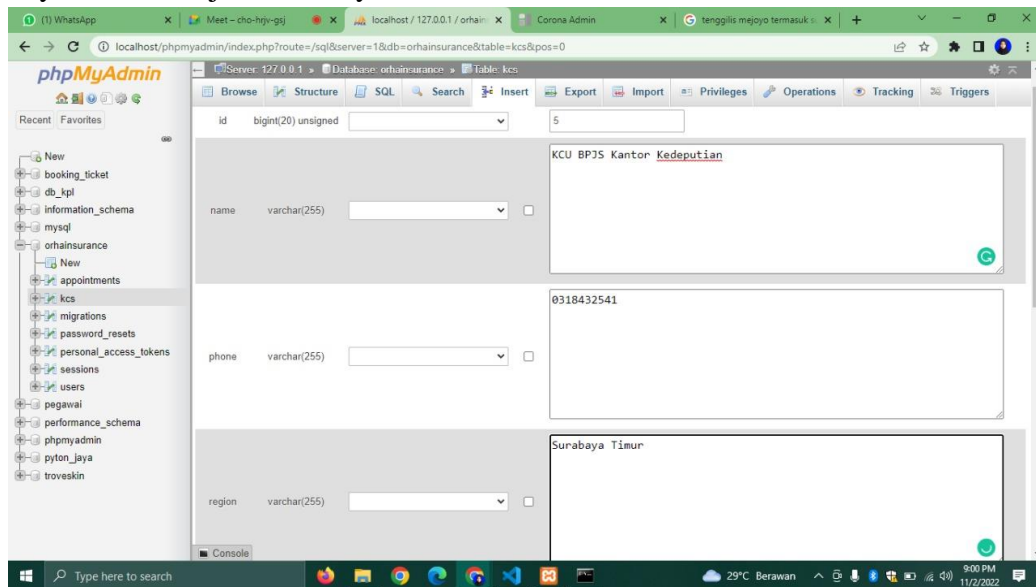 (1) WhatsApp
Meet – cho-hrjv-gsj
localhost / 127.0.0.1 / orhain
Corona Admin
tenggilis mejoyo termasuk s
localhost/phpmyadmin/index.php?route=/sql&server=1&db=orhainsurance&table=kcs&pos=0
phpMyAdmin
Recent Favorites
New
booking_ticket
db_kpl
information_schema
mysql
orhainsurance
New
appointments
kcs
migrations
password_resets
personal_access_tokens
sessions
users
pegawai
performance_schema
phpmyadmin
pyton_jaya
troveskin
Server: 127.0.0.1 » Database: orhainsurance » Table: kcs
Browse Structure SQL Search Insert Export Import Privileges Operations Tracking Triggers
id bigint(20) unsigned 5
name varchar(255) KCU BPJS Kantor Kedeputian
phone varchar(255) 0318432541
region varchar(255) Surabaya Timur
Console
Type here to search
29°C Berawan
9:00 PM
11/2/2022